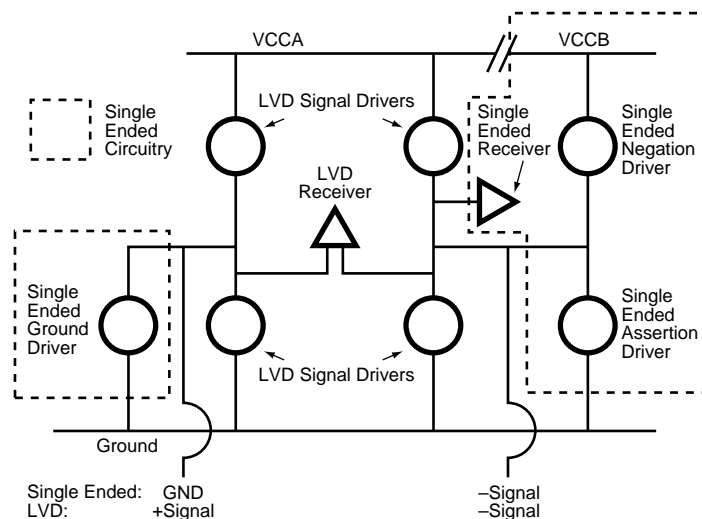 VCCA
VCCB
Single
Ended
Circuitry
LVD Signal Drivers
Single
Ended
Receiver
Single
Ended
Negation
Driver
LVD
Receiver
Single
Ended
Ground
Driver
Single
Ended
Assertion
Driver
LVD Signal Drivers
Ground
Single Ended: GND –Signal
LVD: +Signal –Signal